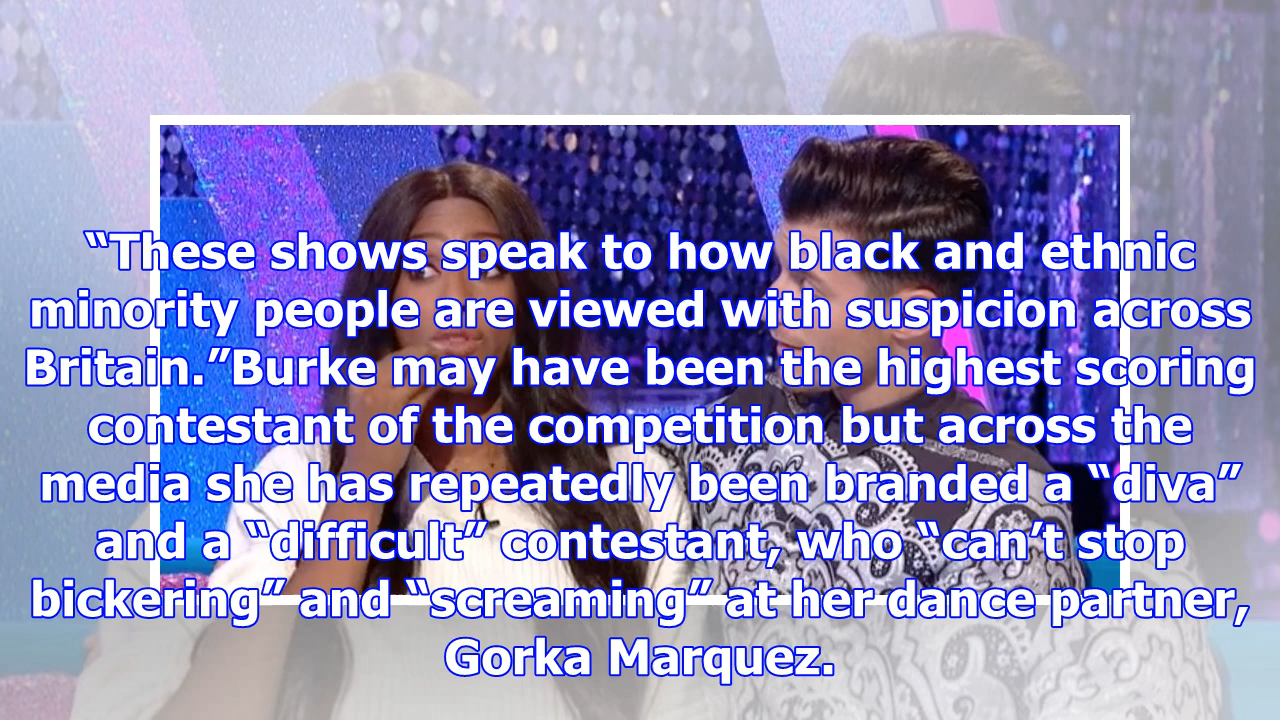 “These shows speak to how black and ethnic
minority people are viewed with suspicion across
Britain.”Burke may have been the highest scoring
contestant of the competition but across the
media she has repeatedly been branded a “diva”
and a “difficult” contestant, who “can’t stop
bickering” and “screaming” at her dance partner,
Gorka Marquez.